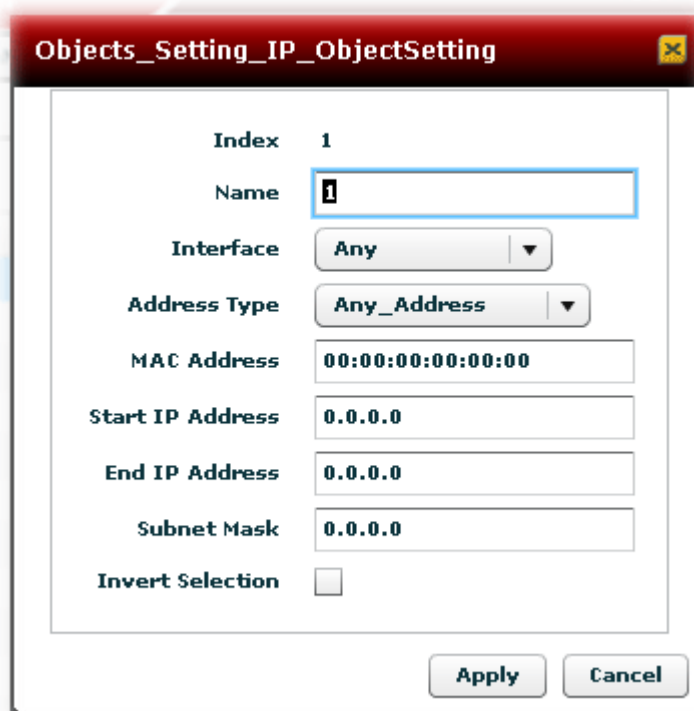 Objects_Setting_IP_ObjectSetting
Index 1
Name 1
Interface Any
Address Type Any_Address
MAC Address 00:00:00:00:00:00
Start IP Address 0.0.0.0
End IP Address 0.0.0.0
Subnet Mask 0.0.0.0
Invert Selection
Apply Cancel